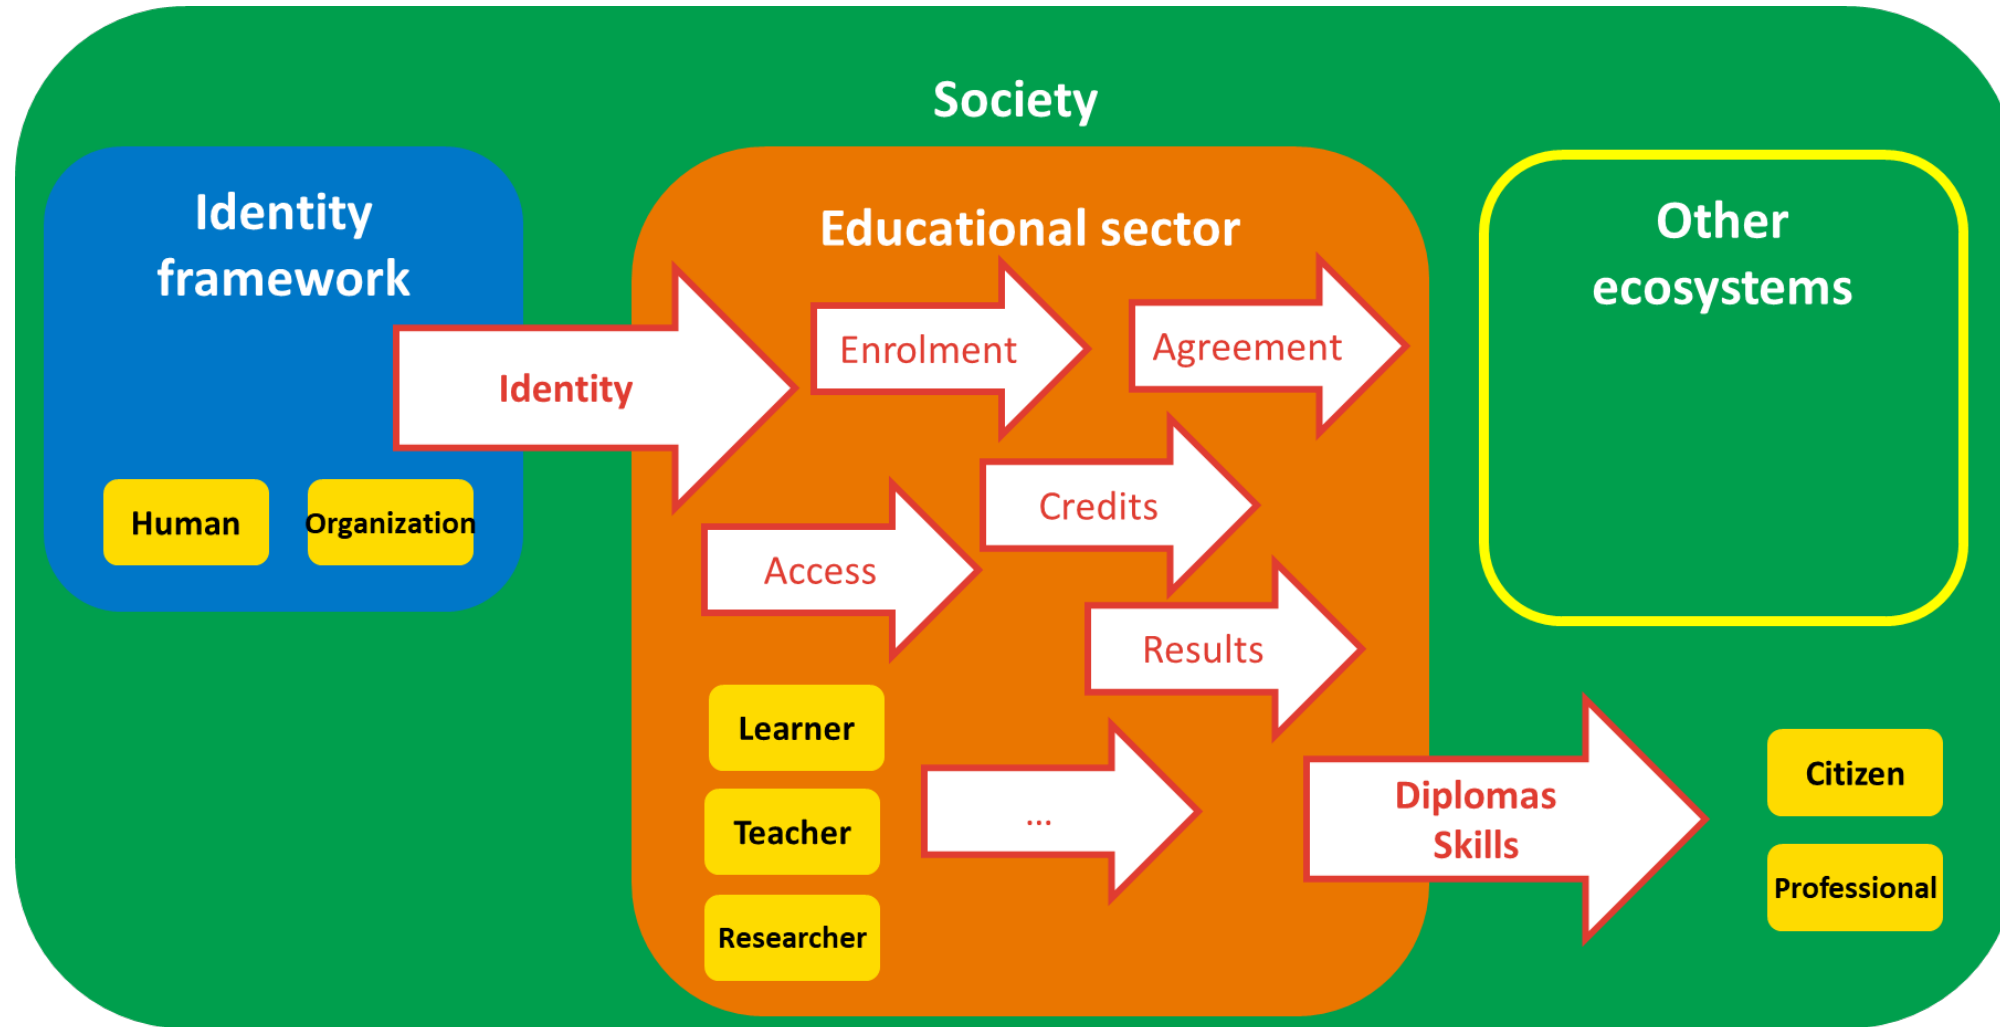 Society
Identity
framework
Human
Organization
Educational sector
Identity
Enrolment
Agreement
Credits
Access
Results
Learner
Teacher
Researcher
...
Diplomas
Skills
Other
ecosystems
Citizen
Professional